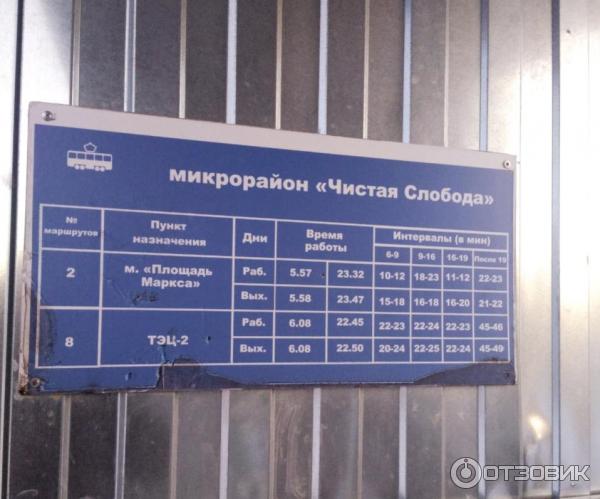 микрорайон «Чистая Слобода»
№ маршрутов Пункт назначения Дни Время работы Интервалы (в мин)
6-9 9-16 16-19 После 19
2 м. «Площадь Маркса» Раб. 5.57 23.32 10-12 18-23 11-12 22-23
Вых. 5.58 23.47 15-18 16-18 16-20 21-22
8 ТЭЦ-2 Раб. 6.08 22.45 22-23 22-24 22-23 45-46
Вых. 6.08 22.50 20-24 22-25 22-24 45-49
ОТЗОВИК